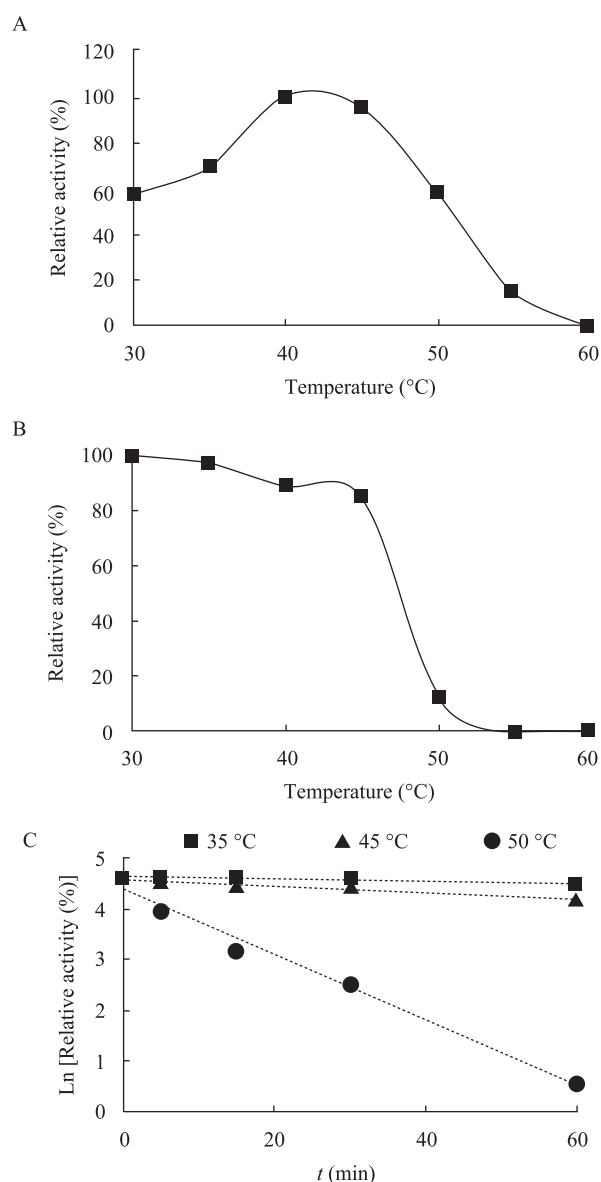 A
120
100
80
60
40
20
0
Relative activity (%)
30 40 50 60
Temperature (°C)
B
100
80
60
40
20
0
Relative activity (%)
30 40 50 60
Temperature (°C)
C
35 °C 45 °C 50 °C
5
4
3
2
1
0
Ln [Relative activity (%)]
0 20 40 60
t (min)